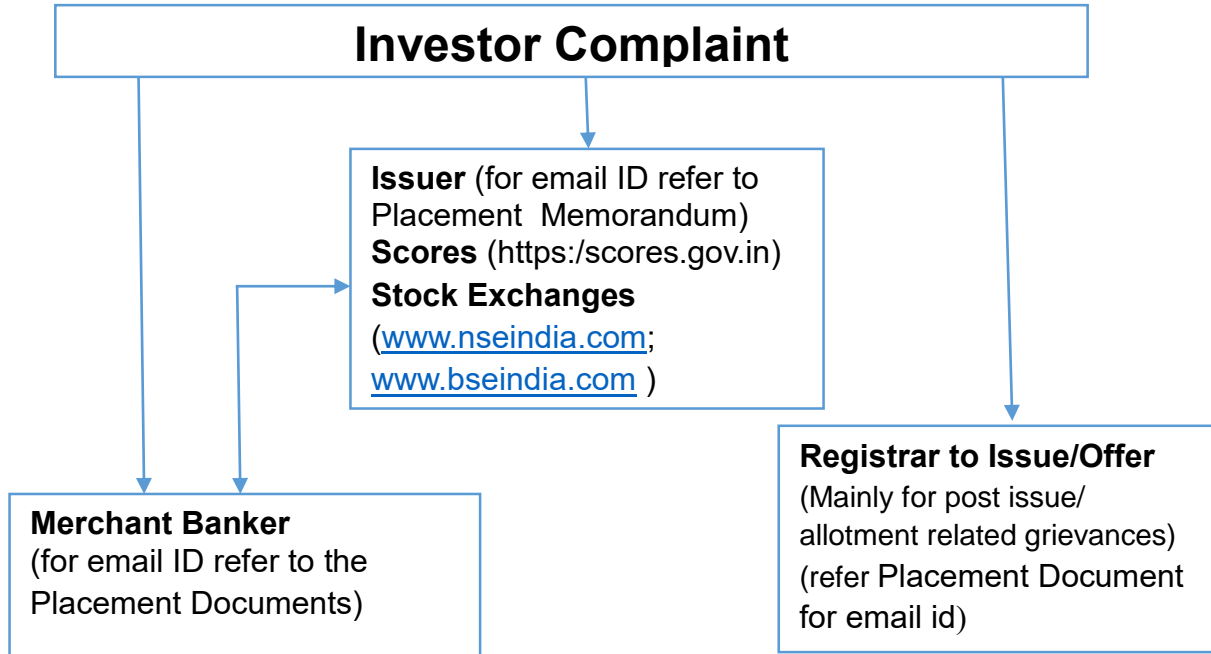 Investor Complaint
Issuer (for email ID refer to
Placement  Memorandum)
Scores (https:/scores.gov.in)
Stock Exchanges
(www.nseindia.com;
www.bseindia.com )
Merchant Banker
(for email ID refer to the
Placement Documents)
Registrar to Issue/Offer
(Mainly for post issue/
allotment related grievances)
(refer Placement Document
for email id)